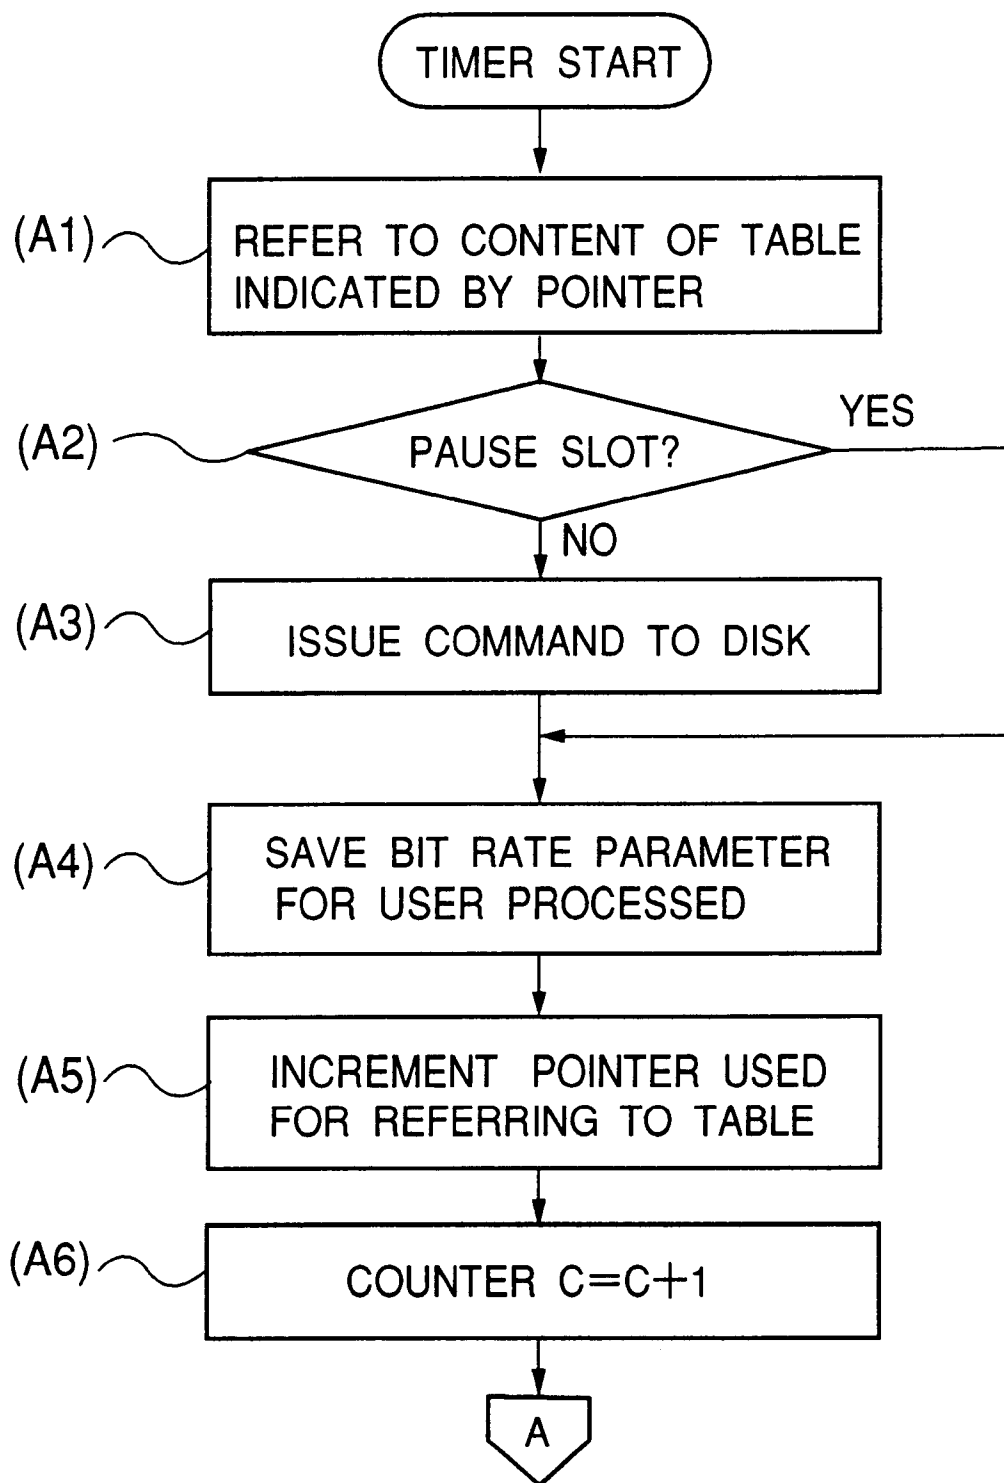 TIMER START
(A1)
REFER TO CONTENT OF TABLE
INDICATED BY POINTER
(A2)
PAUSE SLOT?
YES
NO
(A3)
ISSUE COMMAND TO DISK
(A4)
SAVE BIT RATE PARAMETER
FOR USER PROCESSED
(A5)
INCREMENT POINTER USED
FOR REFERRING TO TABLE
(A6)
COUNTER C=C+1
A